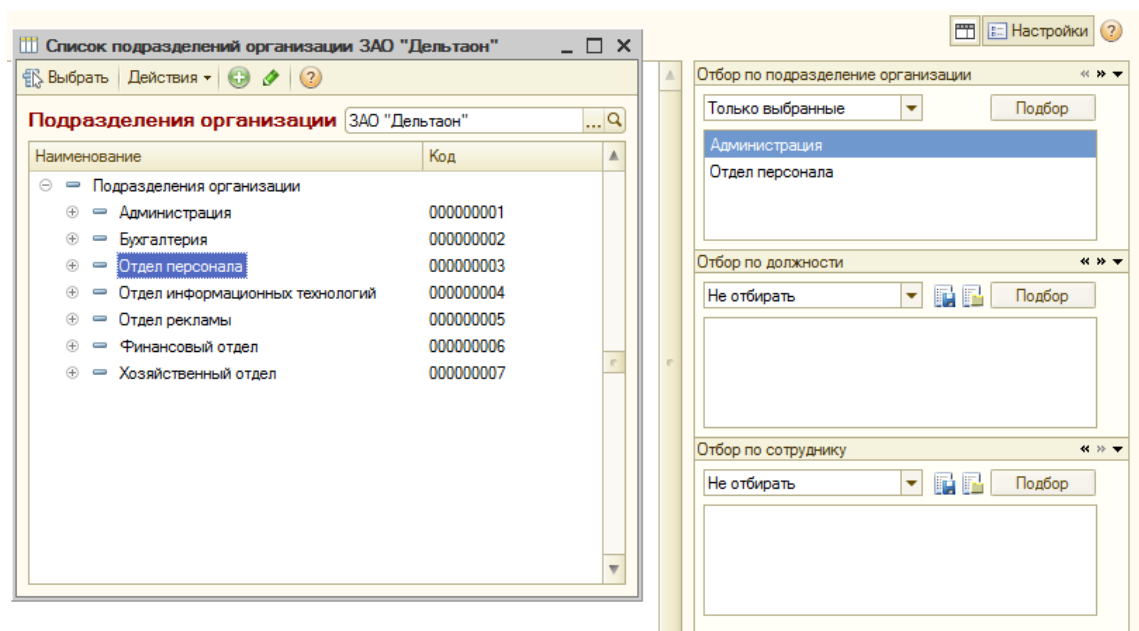 Список подразделений организации ЗАО "Дельтаон"
Выбрать Действия
Подразделения организации ЗАО "Дельтаон" ...
Наименование Код
Подразделения организации
Администрация 000000001
Бухгалтерия 000000002
Отдел персонала 000000003
Отдел информационных технологий 000000004
Отдел рекламы 000000005
Финансовый отдел 000000006
Хозяйственный отдел 000000007
Настройки
Отбор по подразделение организации
Только выбранные Подбор
Администрация
Отдел персонала
Отбор по должности
Не отбирать Подбор
Отбор по сотруднику
Не отбирать Подбор